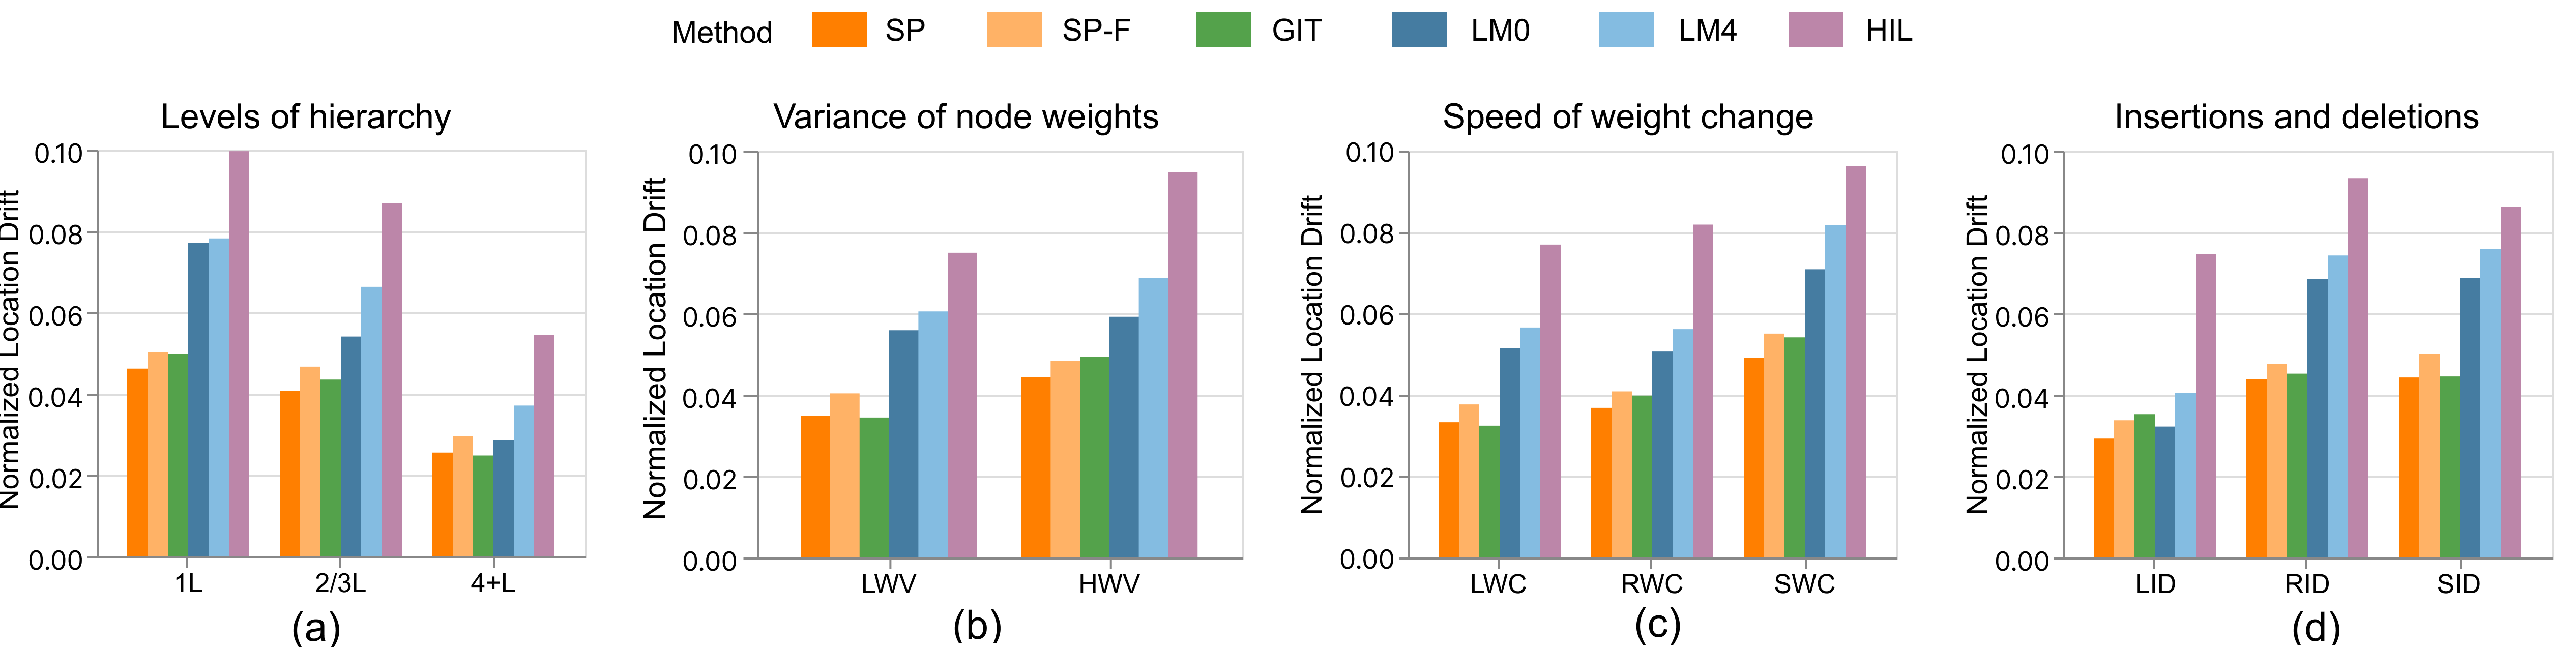 Method SP SP-F GIT LM0 LM4 HIL
Levels of hierarchy
Normalized Location Drift
0.10
0.08
0.06
0.04
0.02
0.00
1L 2/3L 4+L
(a)
Variance of node weights
Normalized Location Drift
0.10
0.08
0.06
0.04
0.02
0.00
LWV HWV
(b)
Speed of weight change
Normalized Location Drift
0.10
0.08
0.06
0.04
0.02
0.00
LWC RWC SWC
(c)
Insertions and deletions
Normalized Location Drift
0.10
0.08
0.06
0.04
0.02
0.00
LID RID SID
(d)